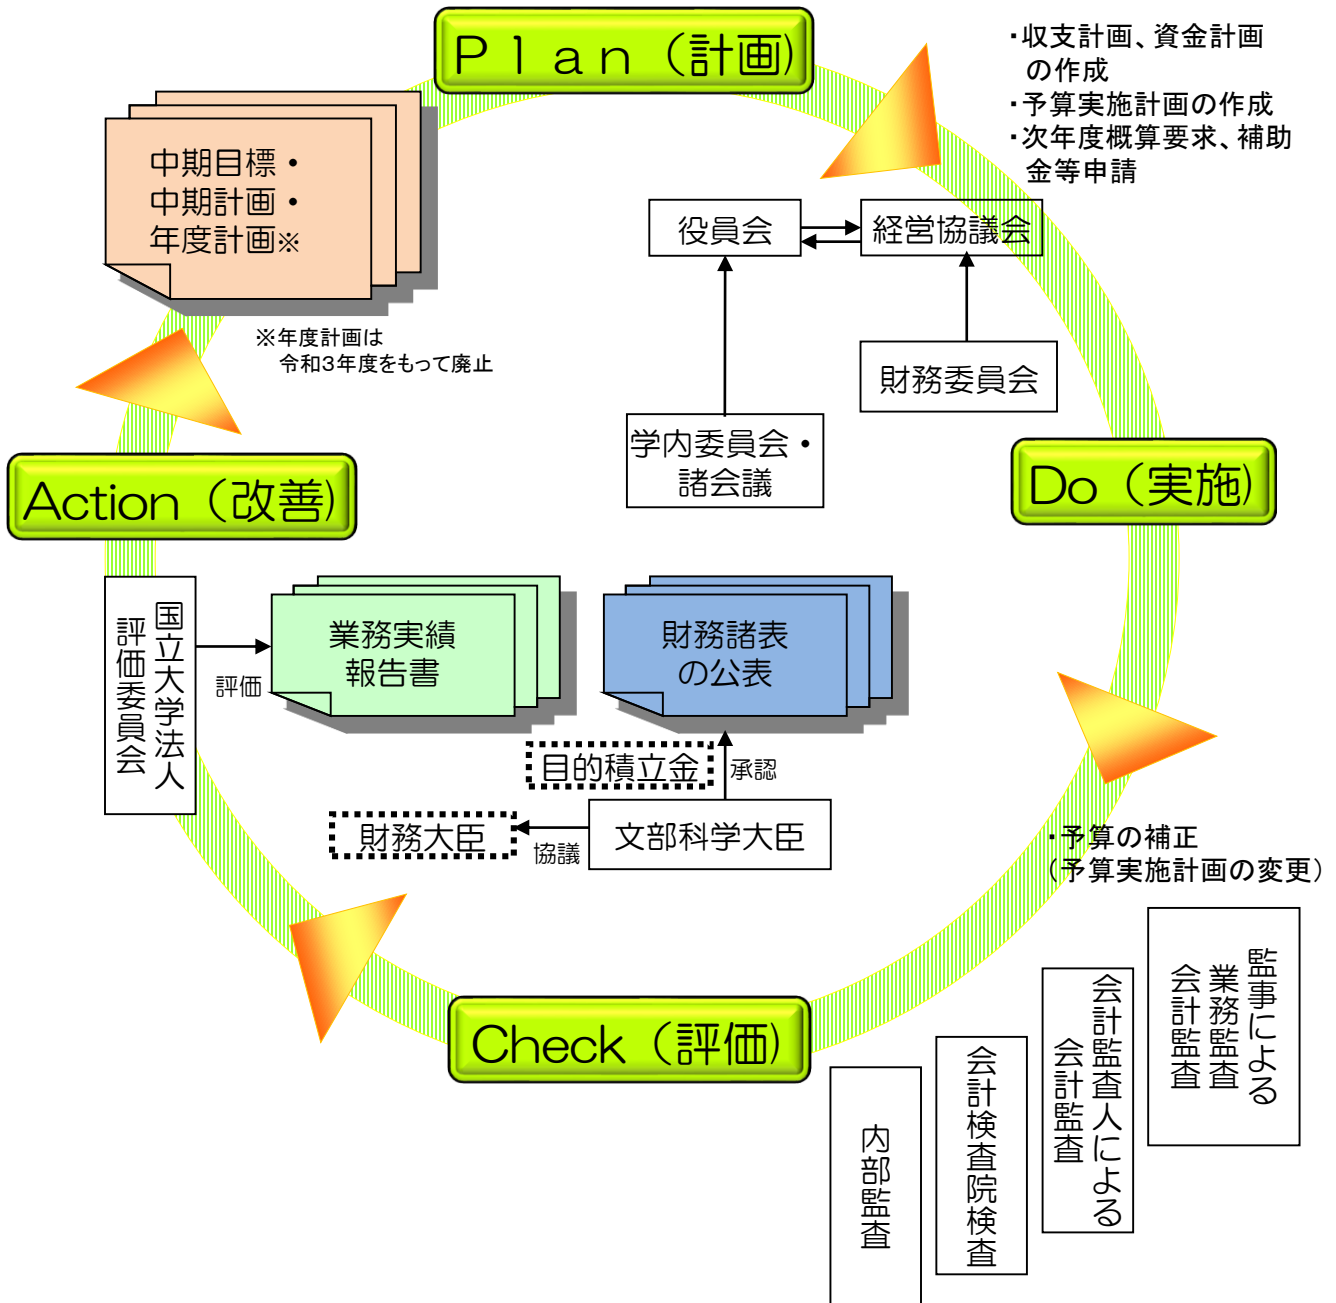 Ｐｌａｎ（計画）
・収支計画、資金計画
の作成
・予算実施計画の作成
・次年度概算要求、補助
金等申請
中期目標・
中期計画・
年度計画※
※年度計画は
令和３年度をもって廃止
役員会
経営協議会
財務委員会
学内委員会・
諸会議
Action（改善）
Do（実施）
国立大学法人
評価委員会
評価
業務実績
報告書
財務諸表
の公表
目的積立金
承認
財務大臣
協議
文部科学大臣
・予算の補正
（予算実施計画の変更）
Check（評価）
監事による
業務監査
会計監査
会計監査人による
会計監査
会計検査院検査
内部監査